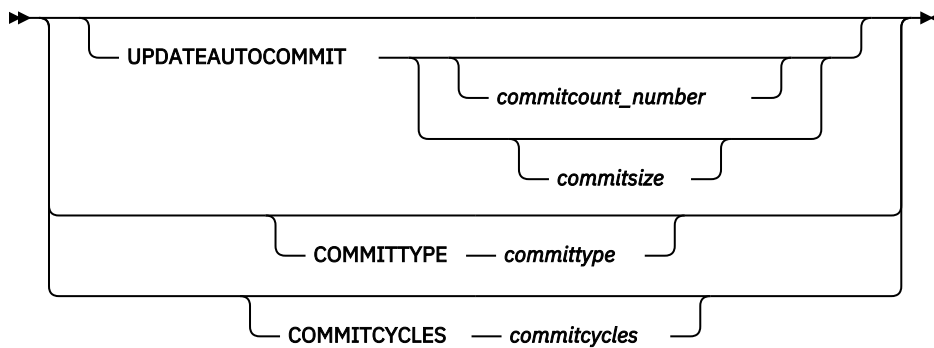 UPDATEAUTOCOMMIT
commitcount_number
commitsize
COMMITTYPE committype
COMMITCYCLES commitcycles